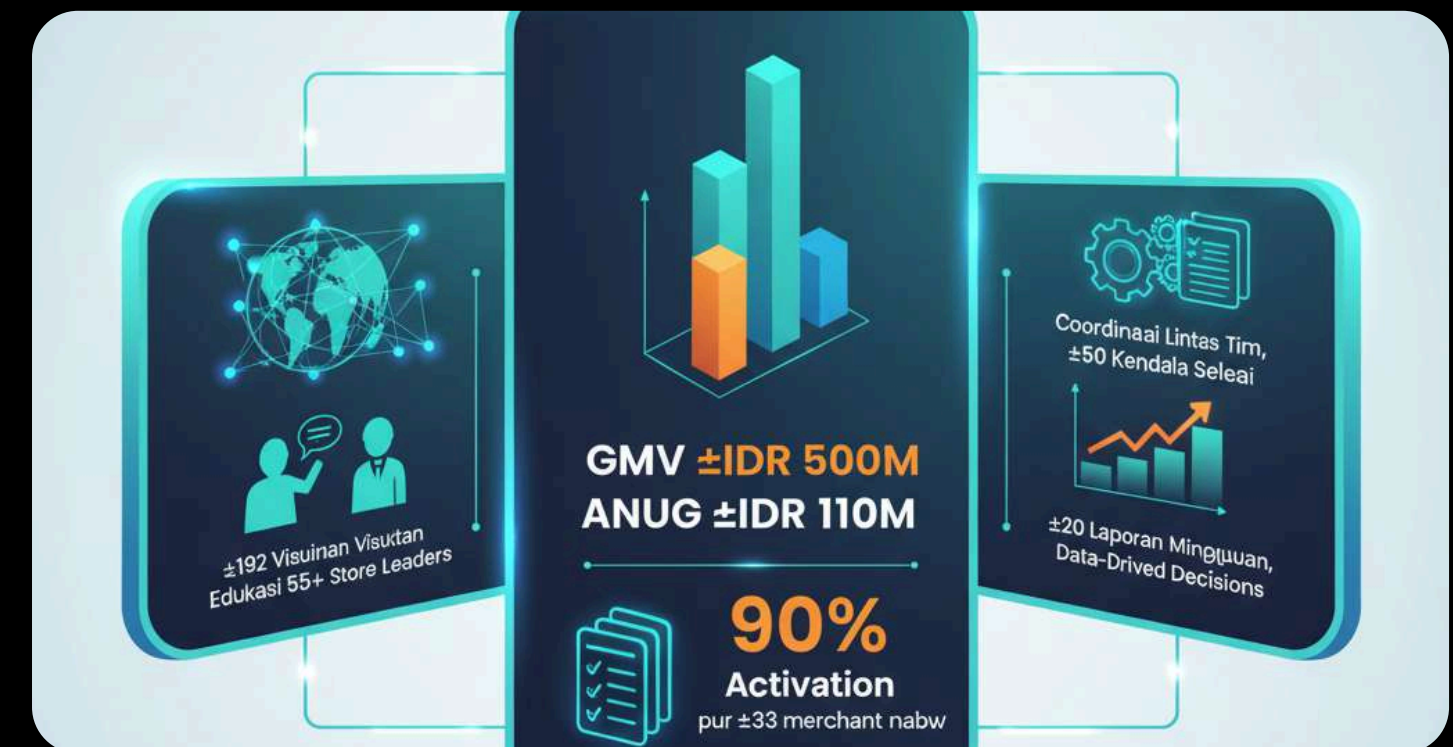 ±192 Visuinan Visuktan
Edukasi 55+ Store Leaders
GMV ±IDR 500M
ANUG ±IDR 110M
90%
Activation
pur ±33 merchant nabw
Coordinaai Lintas Tim,
±50 Kendala Seleai
±20 Laporan Mingɩɩuan,
Data-Drived Decisions